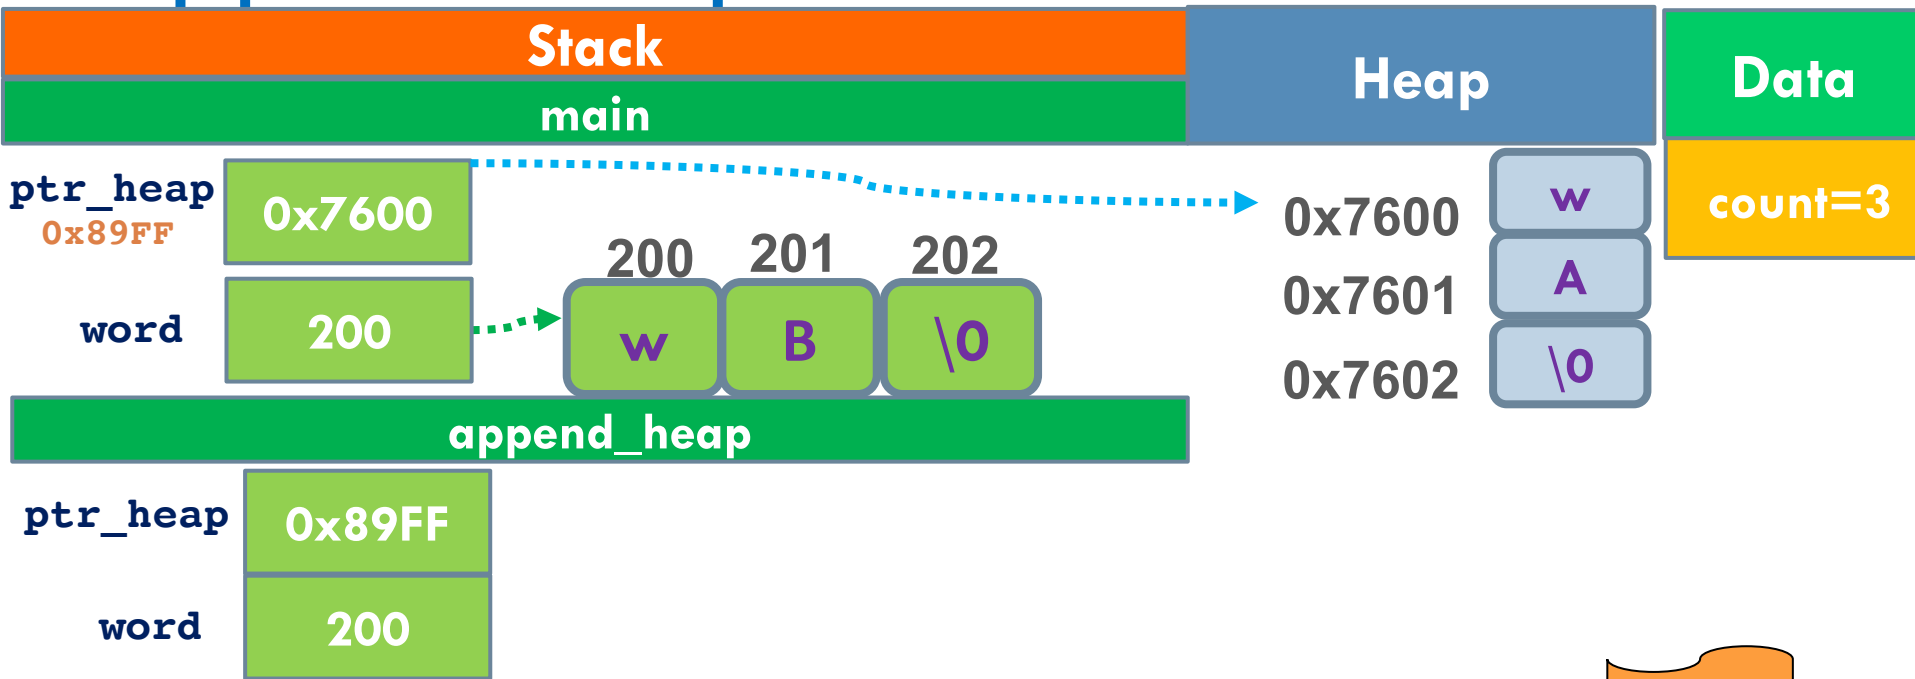 Stack
Heap
Data
main
ptr_heap
0x89FF
0x7600
0x7600
w
count=3
200
201
202
0x7601
A
word
200
w
B
\0
0x7602
\0
append_heap
ptr_heap
0x89FF
word
200